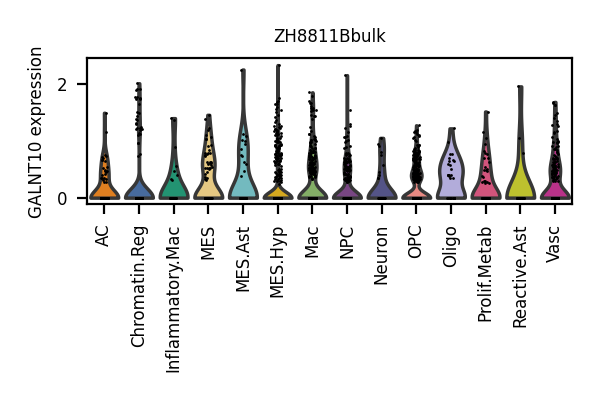 ZH8811Bbulk
GALNT10 expression
2
0
AC
Chromatin.Reg
Inflammatory.Mac
MES
MES.Ast
MES.Hyp
Mac
NPC
Neuron
OPC
Oligo
Prolif.Metab
Reactive.Ast
Vasc